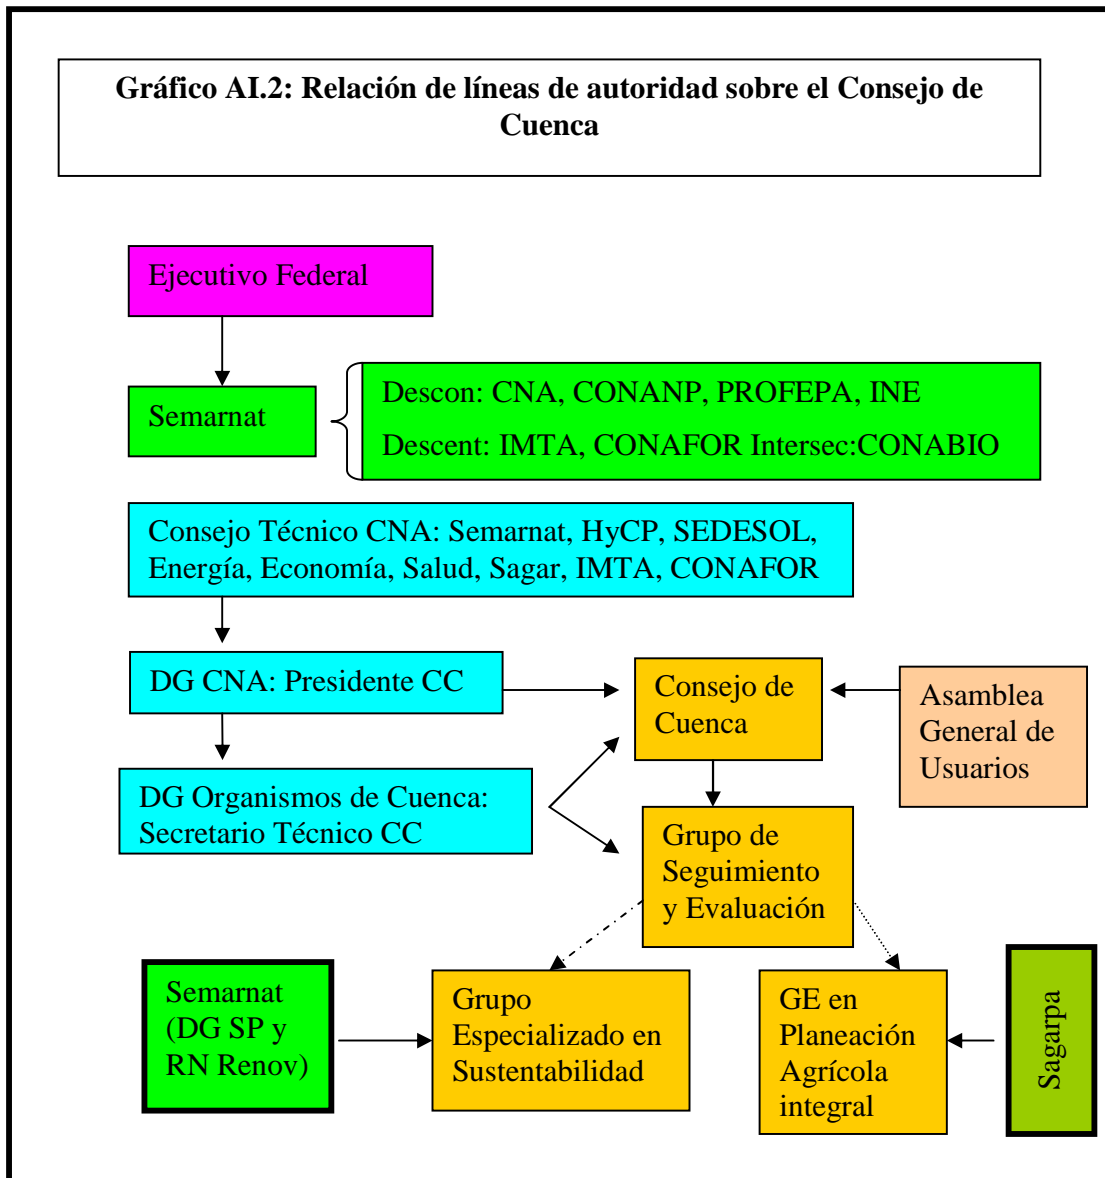 Gráfico AI.2: Relación de líneas de autoridad sobre el Consejo de
Cuenca
Ejecutivo Federal
Semarnat
Descon: CNA, CONANP, PROFEPA, INE
Descent: IMTA, CONAFOR Intersec:CONABIO
Consejo Técnico CNA: Semarnat, HyCP, SEDESOL,
Energía, Economía, Salud, Sagar, IMTA, CONAFOR
DG CNA: Presidente CC
Consejo de
Cuenca
Asamblea
General de
Usuarios
DG Organismos de Cuenca:
Secretario Técnico CC
Grupo de
Seguimiento
y Evaluación
Semarnat
(DG SP y
RN Renov)
Grupo
Especializado en
Sustentabilidad
GE en
Planeación
Agrícola
integral
Sagarpa